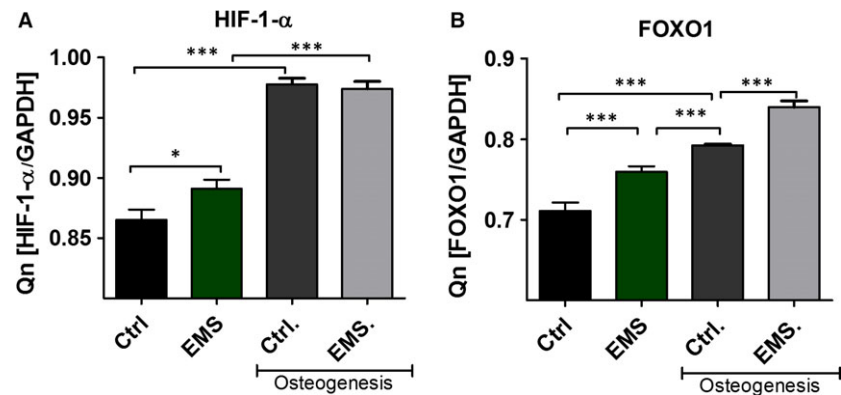 A
HIF-1-α
Qn [HIF-1-α/GAPDH]
1.00
0.95
0.90
0.85
***
***
*
Ctrl
EMS
Ctrl.
EMS.
Osteogenesis
B
FOXO1
Qn [FOXO1/GAPDH]
0.9
0.8
0.7
***
***
***
***
Ctrl
EMS
Ctrl.
EMS.
Osteogenesis